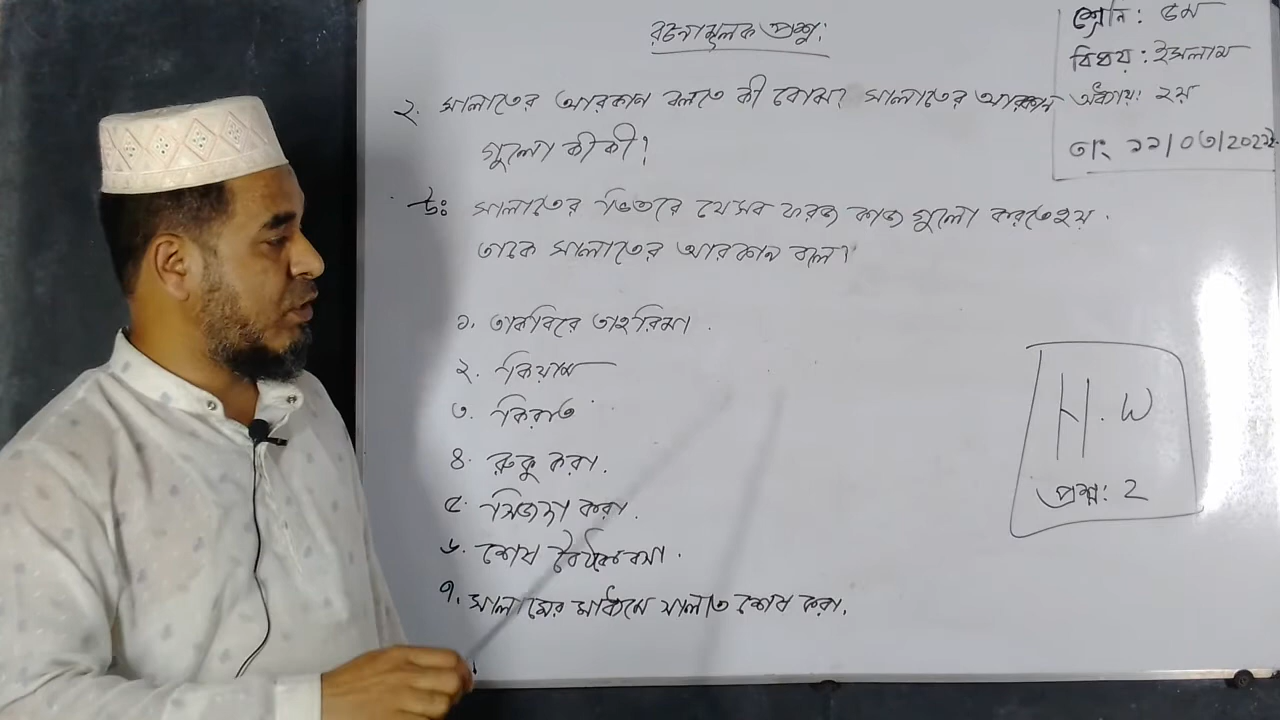 রচনামূলক প্রশ্ন:
শ্রেনি: ৫ম
বিষয়: ইসলাম
অধ্যায়: ২য়
তাং ১১/০৩/2022ইং
২. সালাতের আরকান বলতে কী বোঝ? সালাতের আরকান
গুলো কী কী?
উঃ সালাতের ভিতরে যেসব ফরজ কাজ গুলো করতে হয়.
তাকে সালাতের আরকান বলে।
১. তাকবিরে তাহরিমা.
২. কিয়াম
৩. কিরাত
৪. রুকু করা.
৫. সিজদা করা.
৬. শেষ বৈঠকে বসা.
৭. সালামের মাধ্যমে সালাত শেষ করা.
H.W
প্রশ্ন: 2